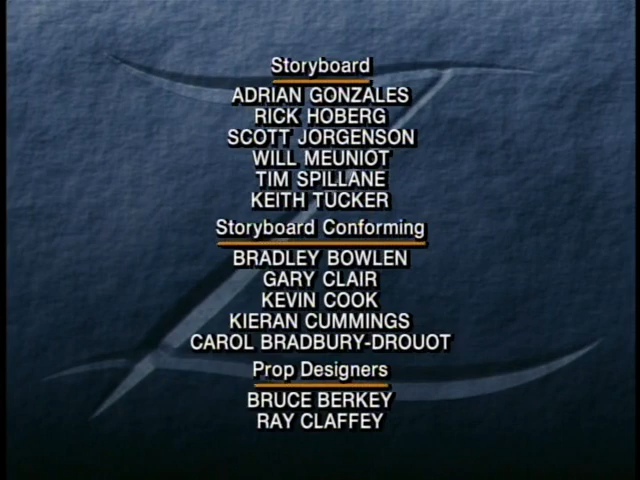 Storyboard
ADRIAN GONZALES
RICK HOBERG
SCOTT JORGENSON
WILL MEUNIOT
TIM SPILLANE
KEITH TUCKER
Storyboard Conforming
BRADLEY BOWLEN
GARY CLAIR
KEVIN COOK
KIERAN CUMMINGS
CAROL BRADBURY-DROUOT
Prop Designers
BRUCE BERKEY
RAY CLAFFEY